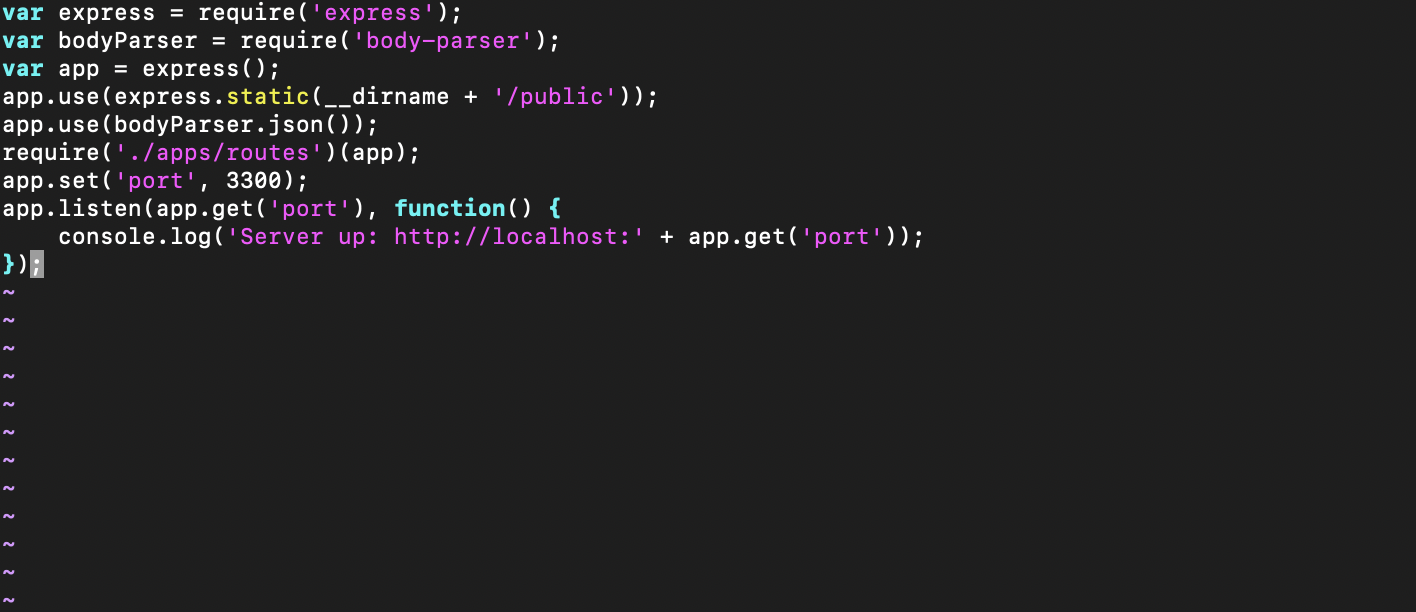 var express = require('express');
var bodyParser = require('body-parser');
var app = express();
app.use(express.static(__dirname + '/public'));
app.use(bodyParser.json());
require('./apps/routes')(app);
app.set('port', 3300);
app.listen(app.get('port'), function() {
    console.log('Server up: http://localhost:' + app.get('port'));
});
~
~
~
~
~
~
~
~
~
~
~
~